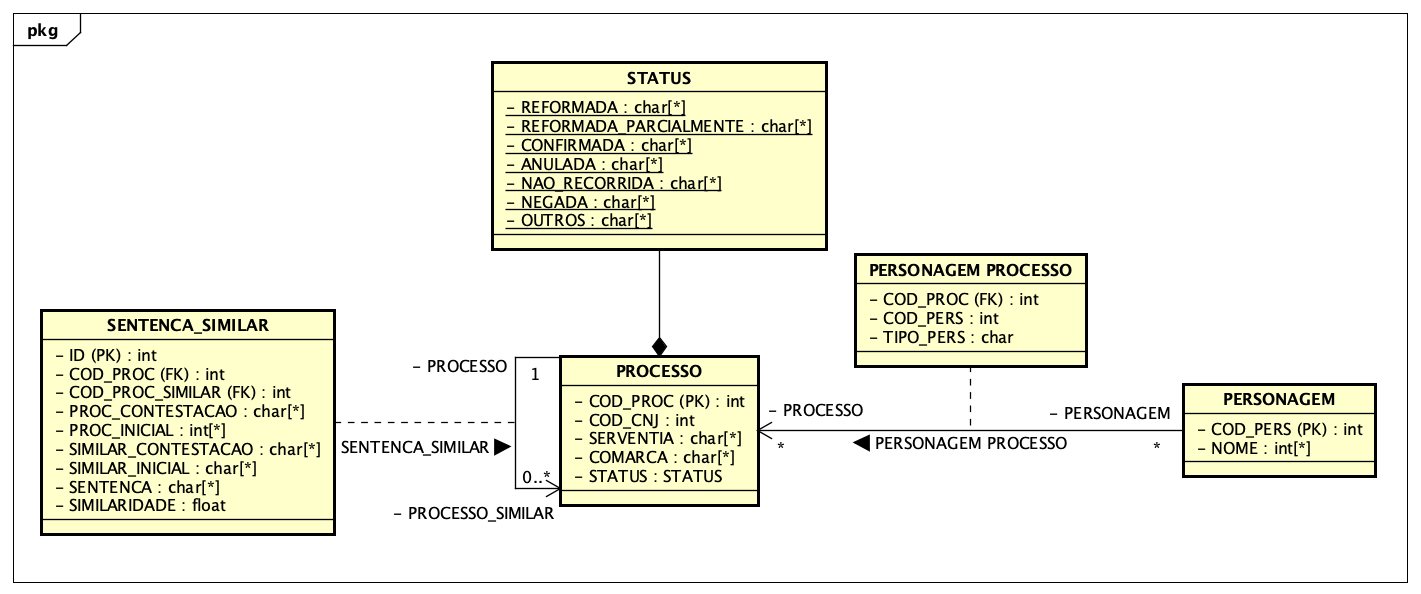 pkg
STATUS
- REFORMADA : char[*]
- REFORMADA_PARCIALMENTE : char[*]
- CONFIRMADA : char[*]
- ANULADA : char[*]
- NAO_RECORRIDA : char[*]
- NEGADA : char[*]
- OUTROS : char[*]
PERSONAGEM PROCESSO
- COD_PROC (FK) : int
- COD_PERS : int
- TIPO_PERS : char
SENTENCA_SIMILAR
- ID (PK) : int
- COD_PROC (FK) : int
- COD_PROC_SIMILAR (FK) : int
- PROC_CONTESTACAO : char[*]
- PROC_INICIAL : int[*]
- SIMILAR_CONTESTACAO : char[*]
- SIMILAR_INICIAL : char[*]
- SENTENCA : char[*]
- SIMILARIDADE : float
- PROCESSO
1
SENTENCA_SIMILAR
0..*
- PROCESSO_SIMILAR
PROCESSO
- COD_PROC (PK) : int
- COD_CNJ : int
- SERVENTIA : char[*]
- COMARCA : char[*]
- STATUS : STATUS
- PROCESSO
*
PERSONAGEM PROCESSO
- PERSONAGEM
*
PERSONAGEM
- COD_PERS (PK) : int
- NOME : int[*]